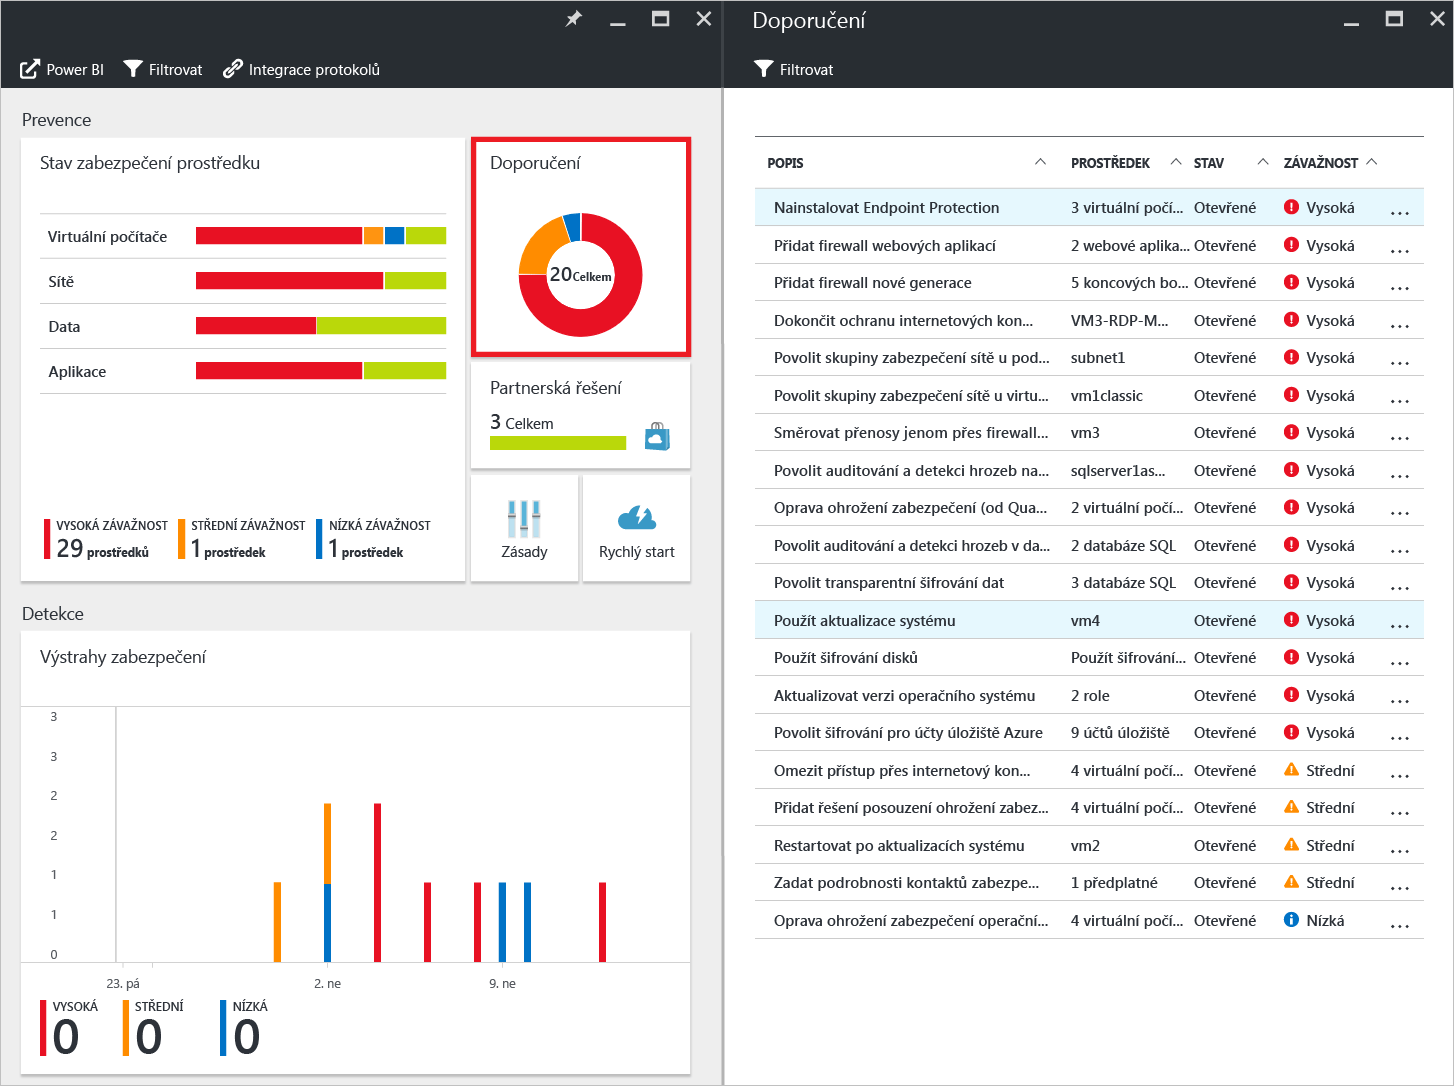 Power BI
Filtrovat
Integrace protokolů
Prevence
Stav zabezpečení prostředku
Virtuální počítače
Sítě
Data
Aplikace
VYSOKÁ ZÁVAŽNOST
29 prostředků
STŘEDNÍ ZÁVAŽNOST
1 prostředek
NÍZKÁ ZÁVAŽNOST
1 prostředek
Doporučení
20 Celkem
Partnerská řešení
3 Celkem
Zásady
Rychlý start
Detekce
Výstrahy zabezpečení
3
3
2
2
1
1
0
23. pá
2. ne
9. ne
VYSOKÁ
0
STŘEDNÍ
0
NÍZKÁ
0
Doporučení
Filtrovat
POPIS PROSTŘEDEK STAV ZÁVAŽNOST
Nainstalovat Endpoint Protection 3 virtuální počí... Otevřené Vysoká ...
Přidat firewall webových aplikací 2 webové aplika... Otevřené Vysoká ...
Přidat firewall nové generace 5 koncových bo... Otevřené Vysoká ...
Dokončit ochranu internetových kon... VM3-RDP-M... Otevřené Vysoká ...
Povolit skupiny zabezpečení sítě u pod... subnet1 Otevřené Vysoká ...
Povolit skupiny zabezpečení sítě u virtu... vm1classic Otevřené Vysoká ...
Směrovat přenosy jenom přes firewall... vm3 Otevřené Vysoká ...
Povolit auditování a detekci hrozeb na... sqlserver1as... Otevřené Vysoká ...
Oprava ohrožení zabezpečení (od Qua... 2 virtuální počí... Otevřené Vysoká ...
Povolit auditování a detekci hrozeb v da... 2 databáze SQL Otevřené Vysoká ...
Povolit transparentní šifrování dat 3 databáze SQL Otevřené Vysoká ...
Použít aktualizace systému vm4 Otevřené Vysoká ...
Použít šifrování disků Použít šifrování... Otevřené Vysoká ...
Aktualizovat verzi operačního systému 2 role Otevřené Vysoká ...
Povolit šifrování pro účty úložiště Azure 9 účtů úložiště Otevřené Vysoká ...
Omezit přístup přes internetový kon... 4 virtuální počí... Otevřené Střední ...
Přidat řešení posouzení ohrožení zabez... 4 virtuální počí... Otevřené Střední ...
Restartovat po aktualizacích systému vm2 Otevřené Střední ...
Zadat podrobnosti kontaktů zabezpe... 1 předplatné Otevřené Střední ...
Oprava ohrožení zabezpečení operační... 4 virtuální počí... Otevřené Nízká ...